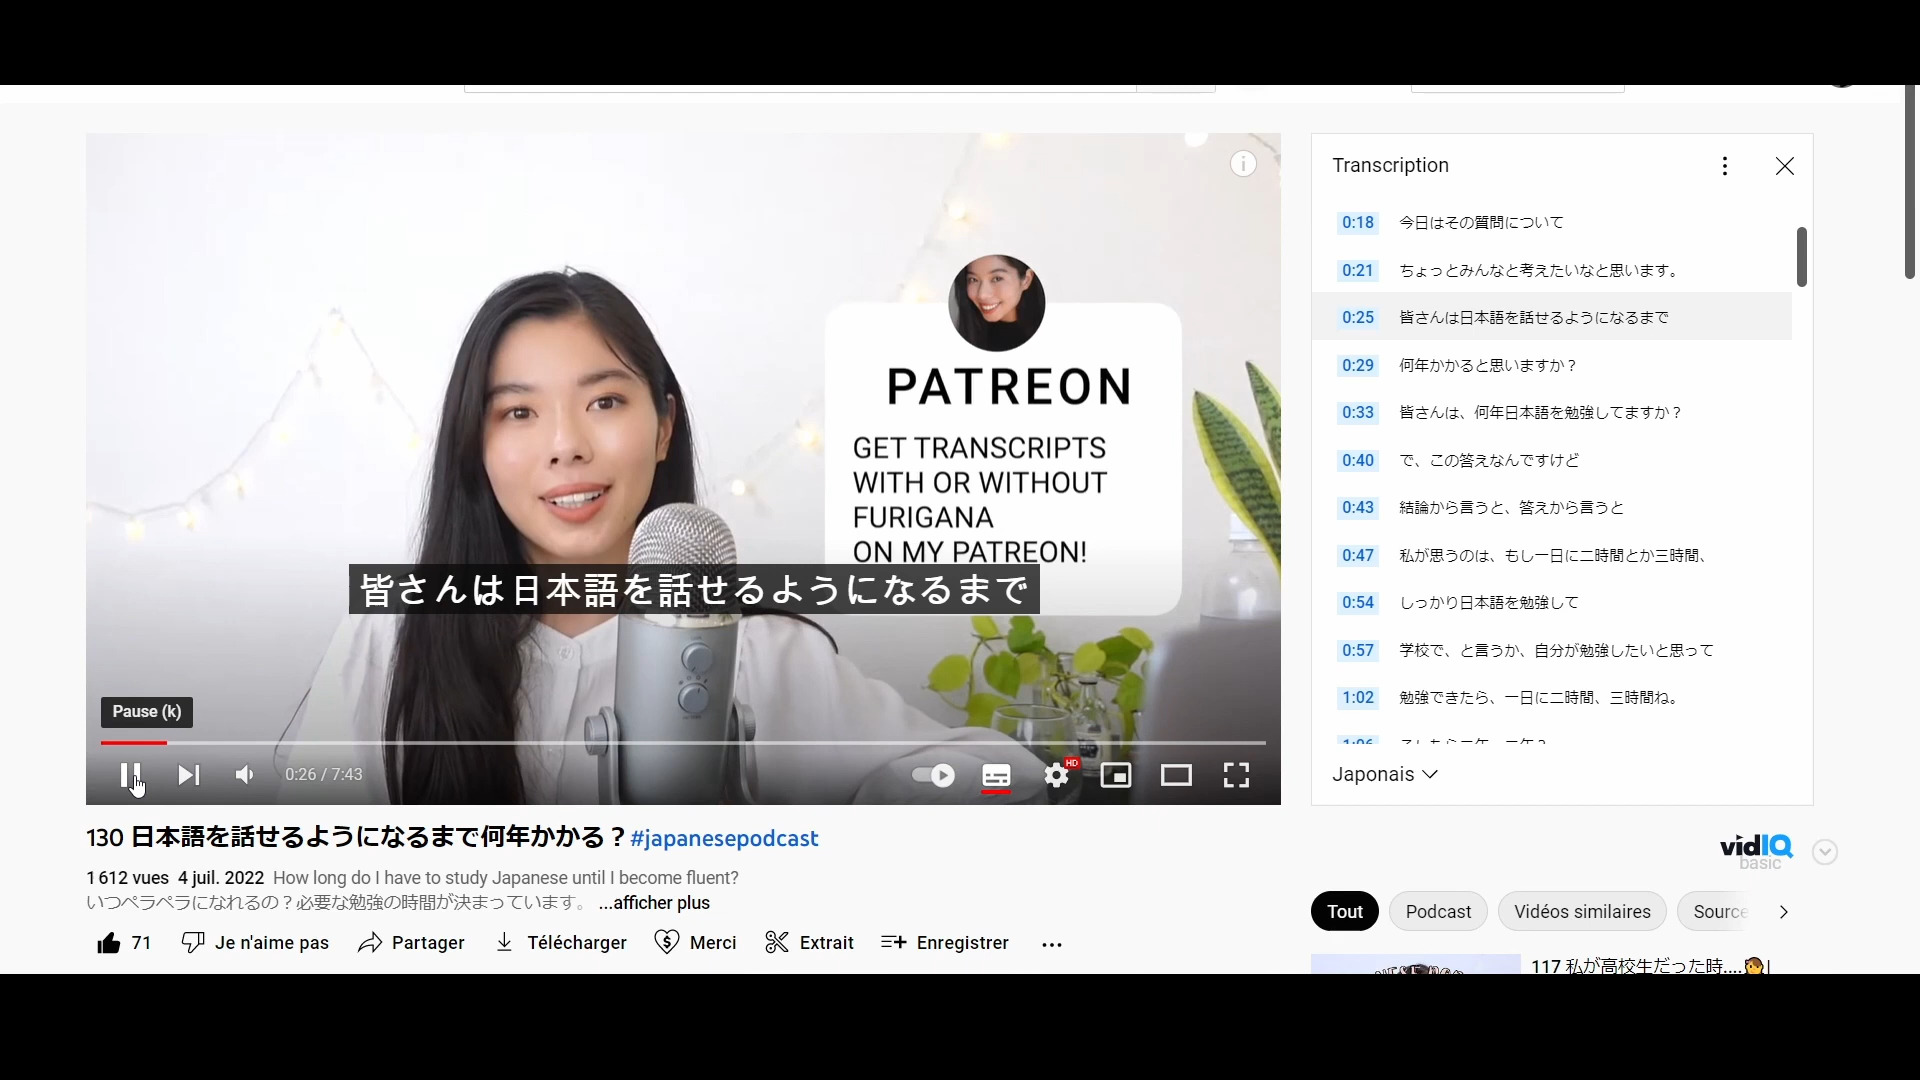 PATREON
GET TRANSCRIPTS
WITH OR WITHOUT
FURIGANA
ON MY PATREON!
皆さんは日本語を話せるようになるまで
Pause (k)
0:26 / 7:43
HD
130 日本語を話せるようになるまで何年かかる？#japanesepodcast
1 612 vues 4 juil. 2022 How long do I have to study Japanese until I become fluent?
いつペラペラになれるの？必要な勉強の時間が決まっています。 ...afficher plus
71 Je n'aime pas Partager Télécharger Merci Extrait Enregistrer ...
Transcription
0:18 今日はその質問について
0:21 ちょっとみんなと考えたいなと思います。
0:25 皆さんは日本語を話せるようになるまで
0:29 何年かかると思いますか？
0:33 皆さんは、何年日本語を勉強してますか？
0:40 で、この答えなんですけど
0:43 結論から言うと、答えから言うと
0:47 私が思うのは、もし一日に二時間とか三時間、
0:54 しっかり日本語を勉強して
0:57 学校で、と言うか、自分が勉強したいと思って
1:02 勉強できたら、一日に二時間、三時間ね。
Japonais
vidIQ
basic
Tout Podcast Vidéos similaires Source
117 私が高校生だった時....